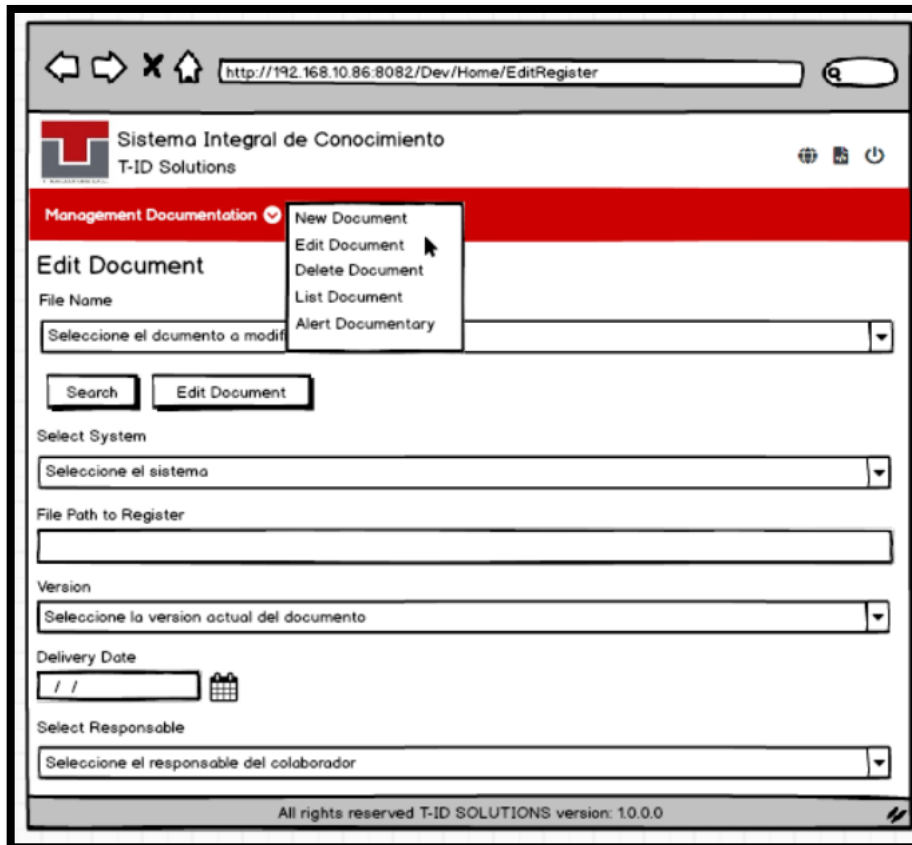 http://192.168.10.86:8082/Dev/Home/EditRegister
Sistema Integral de Conocimiento
T-ID Solutions
Management Documentation
New Document
Edit Document
Delete Document
List Document
Alert Documentary
Edit Document
File Name
Seleccione el dcumento a modif
Search
Edit Document
Select System
Seleccione el sistema
File Path to Register
Version
Seleccione la version actual del documento
Delivery Date
/ /
Select Responsable
Seleccione el responsable del colaborador
All rights reserved T-ID SOLUTIONS version: 1.0.0.0